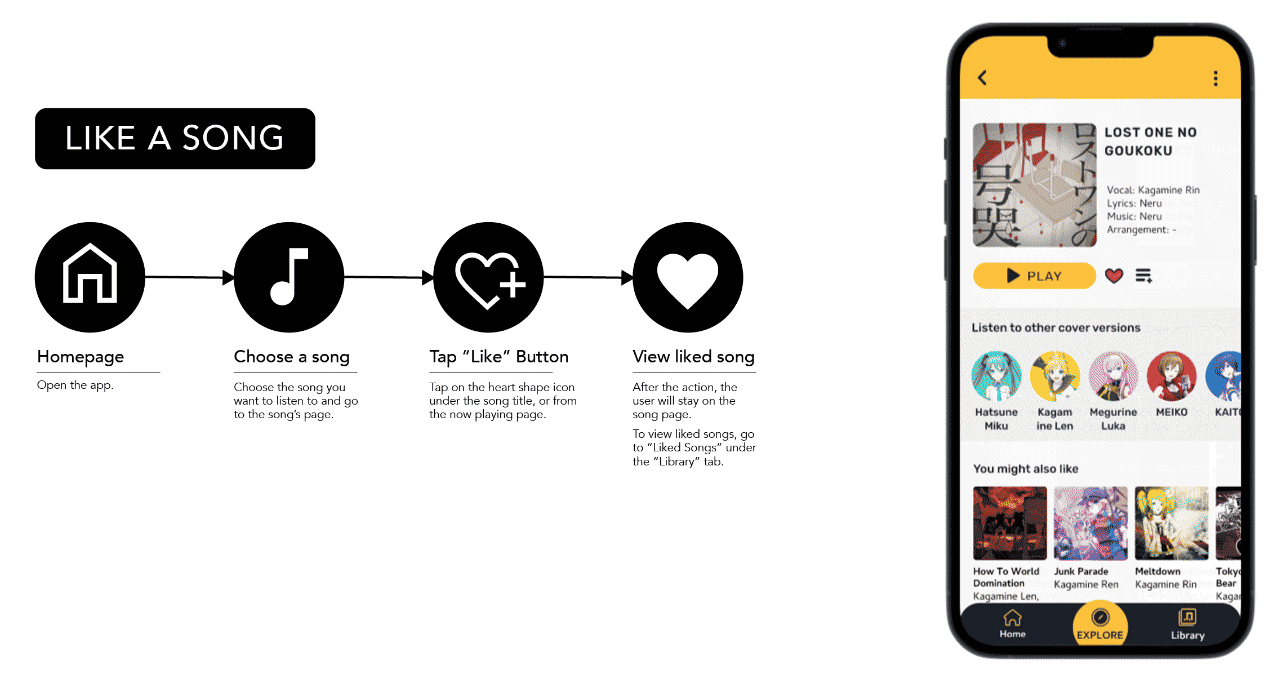 LIKE A SONG
Homepage
Open the app.
Choose a song
Choose the song you
want to listen to and go
to the song's page.
Tap “Like” Button
Tap on the heart shape icon
under the song title, or from
the now playing page.
View liked song
After the action, the
user will stay on the
song page.
To view liked songs, go
to “Liked Songs” under
the “Library” tab.
ロストワンの
号哭
LOST ONE NO
GOUKOKU
Vocal: Kagamine Rin
Lyrics: Neru
Music: Neru
Arrangement: -
PLAY
Listen to other cover versions
Hatsune
Miku
Kagam
ine Len
Megurine
Luka
MEIKO
KAITO
You might also like
How To World
Domination
Kagamine Len,
Junk Parade
Kagamine Ren
Meltdown
Kagamine Rin
Tokyo
Bear
Kagar
Home
EXPLORE
Library